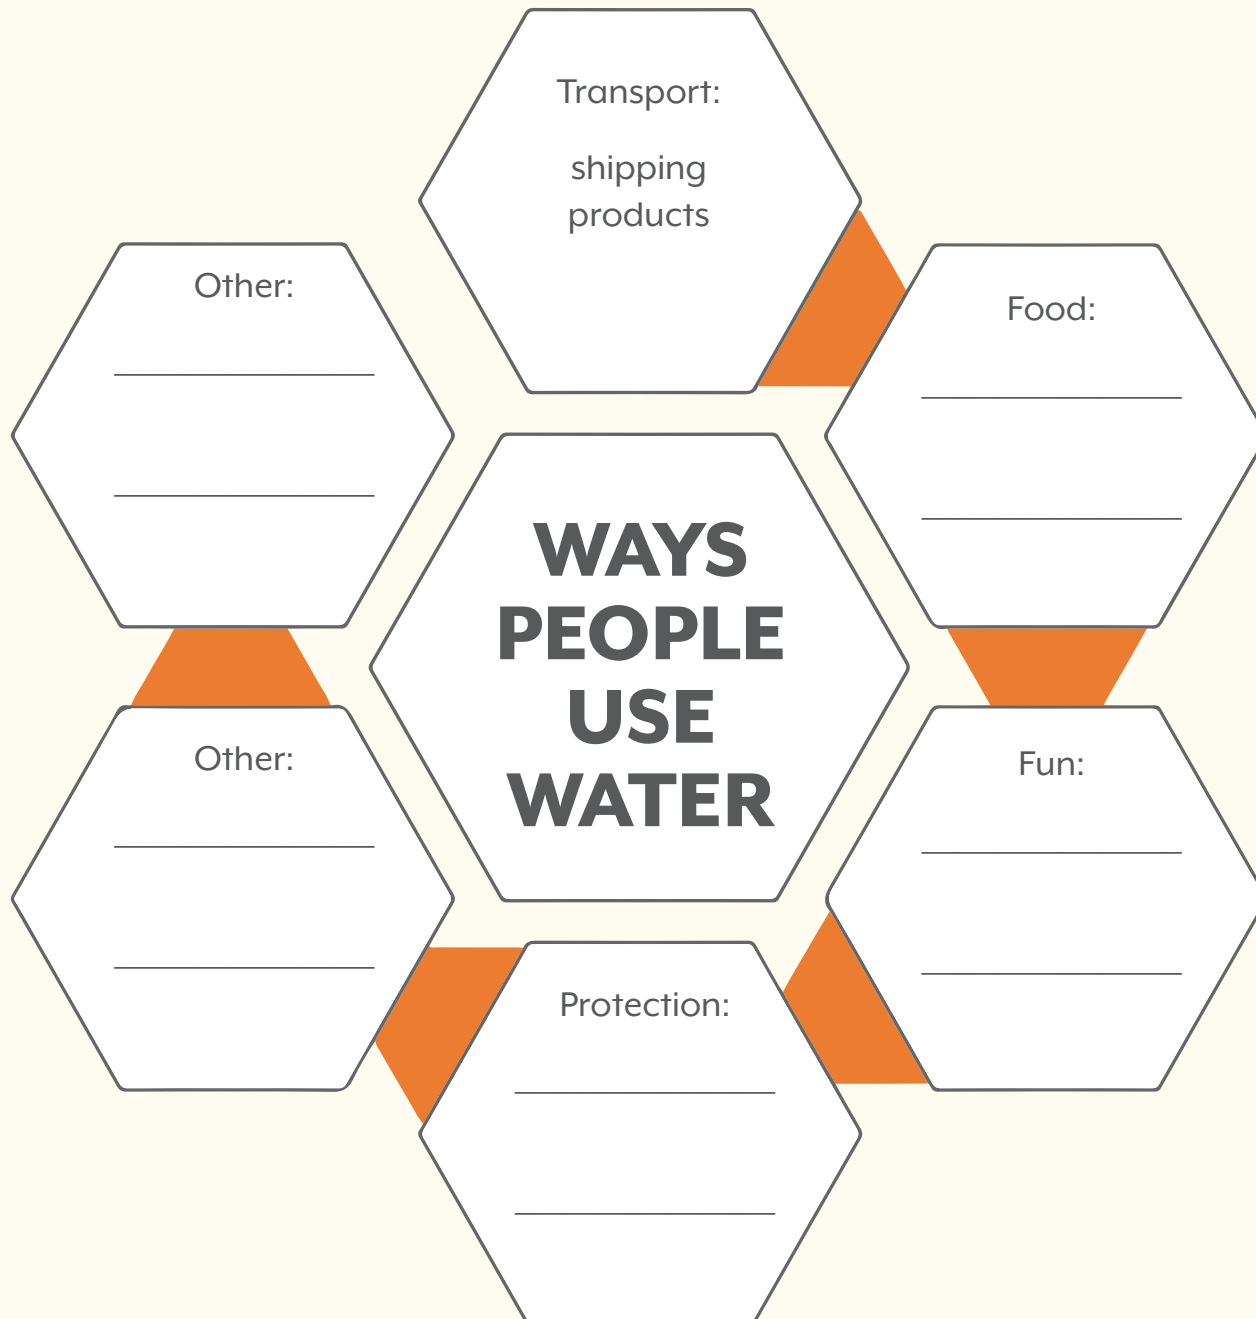 Transport:
shipping
products
Other:
Food:
WAYS
PEOPLE
USE
WATER
Other:
Fun:
Protection: